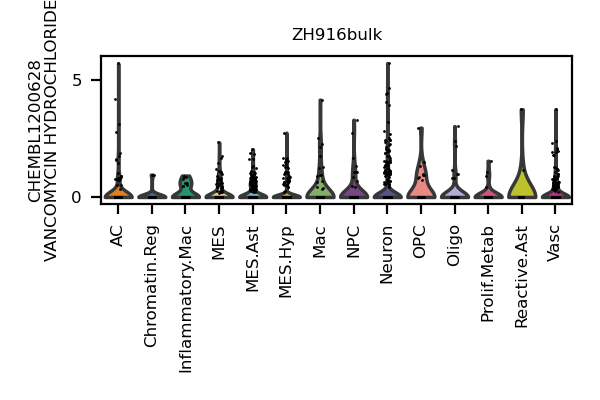 ZH916bulk
CHEMBL1200628
VANCOMYCIN HYDROCHLORIDE
5
0
AC
Chromatin.Reg
Inflammatory.Mac
MES
MES.Ast
MES.Hyp
Mac
NPC
Neuron
OPC
Oligo
Prolif.Metab
Reactive.Ast
Vasc